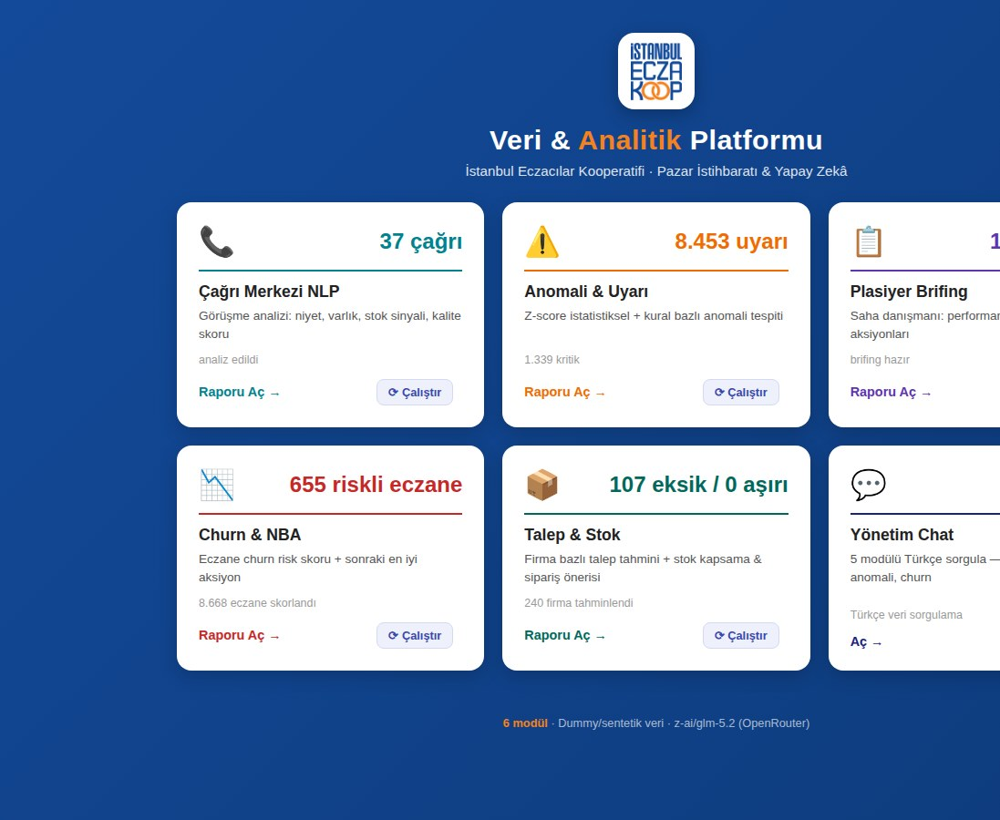 İSTANBUL
ECZA
KOOP
Veri & Analitik Platformu
İstanbul Eczacılar Kooperatifi · Pazar İstihbaratı & Yapay Zekâ
37 çağrı
Çağrı Merkezi NLP
Görüşme analizi: niyet, varlık, stok sinyali, kalite
skoru
analiz edildi
Raporu Aç →
⟳ Çalıştır
8.453 uyarı
Anomali & Uyarı
Z-score istatistiksel + kural bazlı anomali tespiti
1.339 kritik
Raporu Aç →
⟳ Çalıştır
1
Plasiyer Brifing
Saha danışmanı:
aksiyonları
brifing hazır
Raporu Aç →
655 riskli eczane
Churn & NBA
Eczane churn risk skoru + sonraki en iyi
aksiyon
8.668 eczane skorlandı
Raporu Aç →
⟳ Çalıştır
107 eksik / 0 aşırı
Talep & Stok
Firma bazlı talep tahmini + stok kapsama &
sipariş önerisi
240 firma tahminlendi
Raporu Aç →
⟳ Çalıştır
Yönetim Chat
5 modülü Türkçe sorgula —
anomali, churn
Türkçe veri sorgulama
Aç →
6 modül · Dummy/sentetik veri · z-ai/glm-5.2 (OpenRouter)